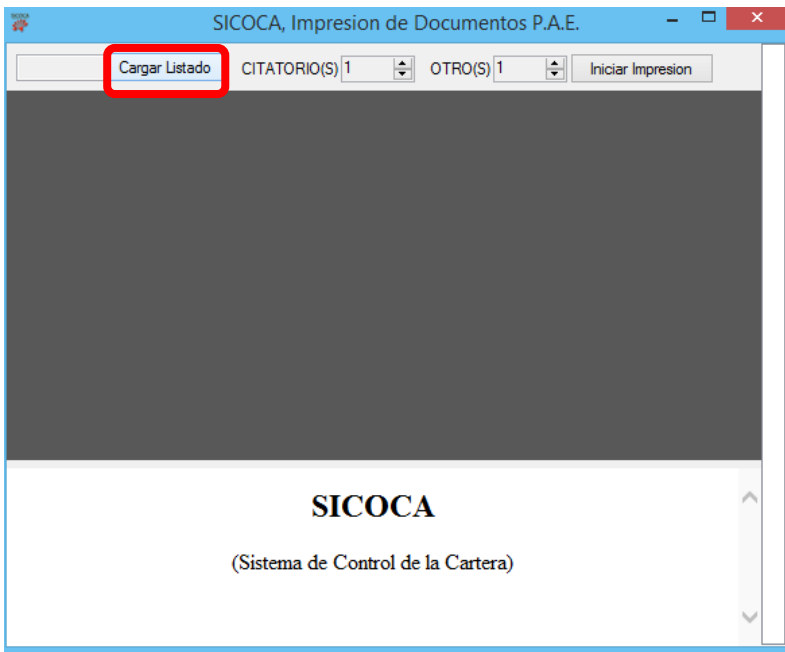 SICOCA
SICOCA, Impresion de Documentos P.A.E.
Cargar Listado CITATORIO(S) 1 OTRO(S) 1 Iniciar Impresion
SICOCA
(Sistema de Control de la Cartera)